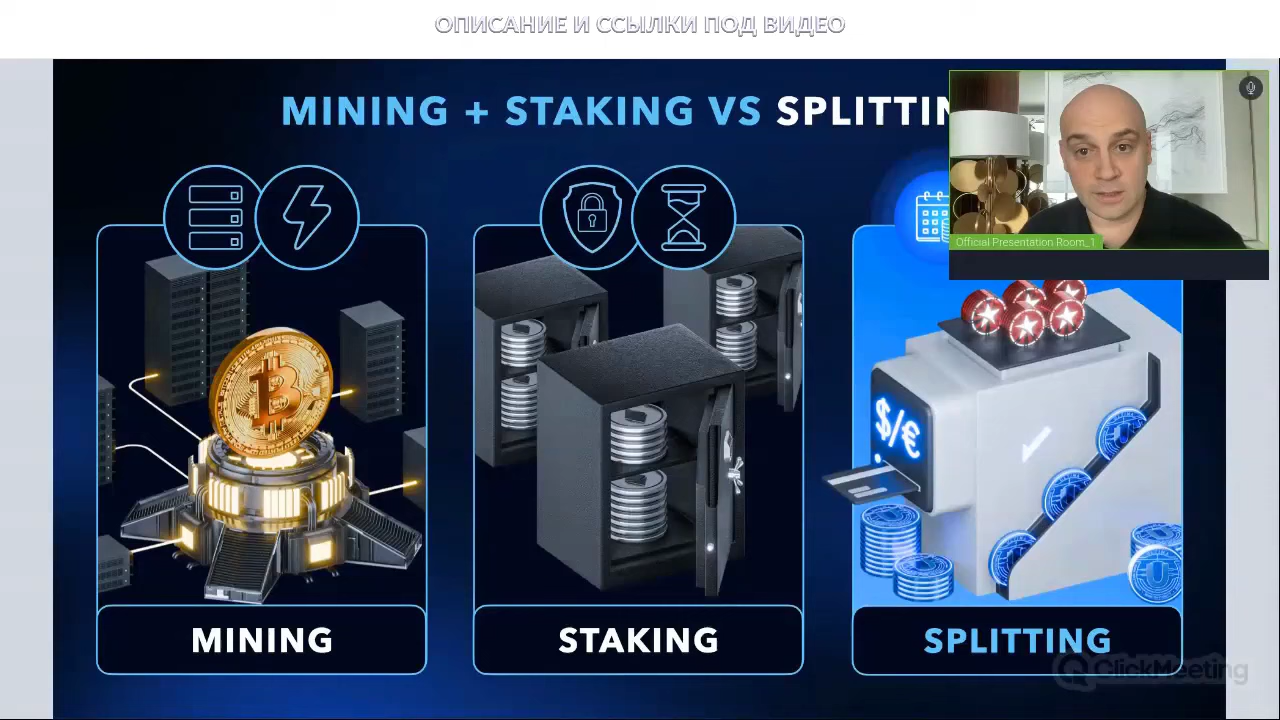 ОПИСАНИЕ И ССЫЛКИ ПОД ВИДЕО
MINING + STAKING VS SPLITTIN
Official Presentation Room_1
$/€
MINING
STAKING
SPLITTING
ClickMeeting